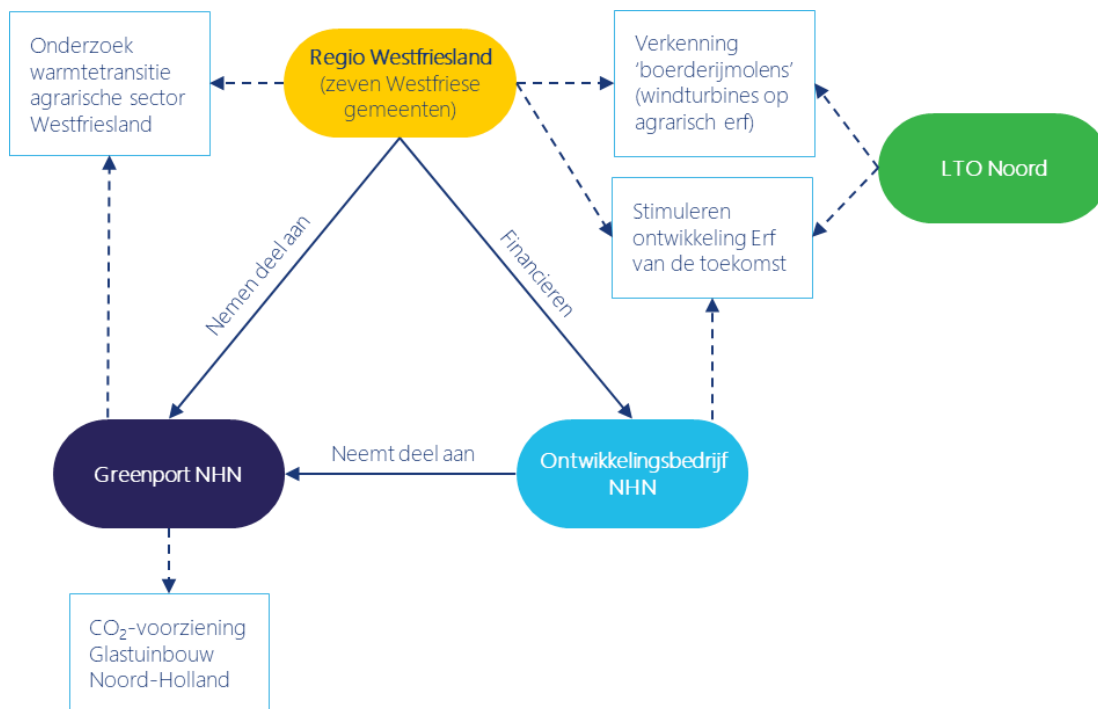 Onderzoek
warmtetransitie
agrarische sector
Westfriesland
Regio Westfriesland
(zeven Westfriese
gemeenten)
Verkenning
‘boerderijmolens’
(windturbines op
agrarisch erf)
LTO Noord
Stimuleren
ontwikkeling Erf
van de toekomst
Nemen deel aan
Financieren
Greenport NHN
Neemt deel aan
Ontwikkelingsbedrijf
NHN
CO₂-voorziening
Glastuinbouw
Noord-Holland